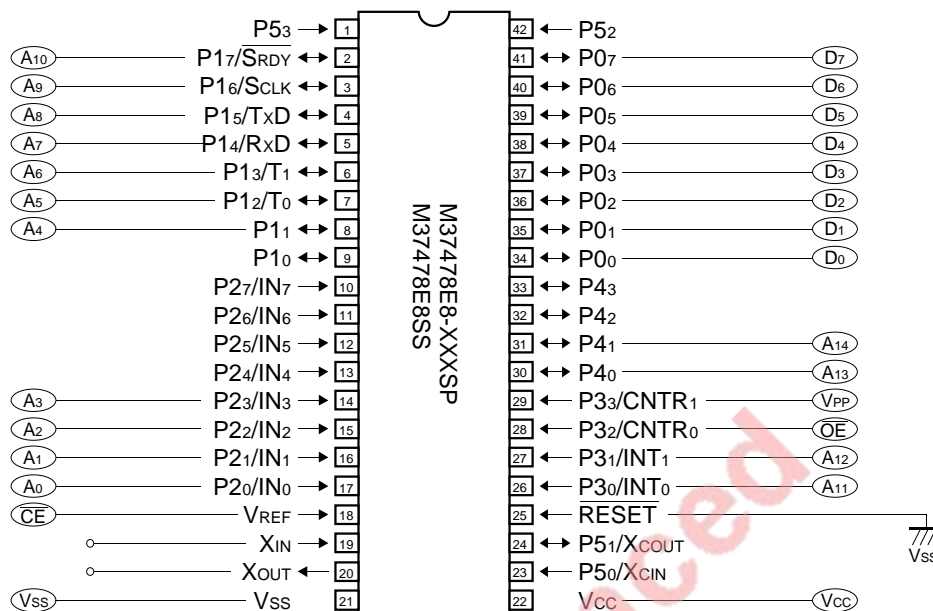 P53 1 42 P52
A10 P17/SRDY 2 41 P07 D7
A9 P16/SCLK 3 40 P06 D6
A8 P15/TXD 4 39 P05 D5
A7 P14/RXD 5 38 P04 D4
A6 P13/T1 6 37 P03 D3
A5 P12/T0 7 36 P02 D2
A4 P11 8 35 P01 D1
P10 9 34 P00 D0
P27/IN7 10 33 P43
P26/IN6 11 32 P42
P25/IN5 12 31 P41 A14
P24/IN4 13 30 P40 A13
A3 P23/IN3 14 29 P33/CNTR1 VPP
A2 P22/IN2 15 28 P32/CNTR0 OE
A1 P21/IN1 16 27 P31/INT1 A12
A0 P20/IN0 17 26 P30/INT0 A11
CE VREF 18 25 RESET
XIN 19 24 P51/XCOUT
XOUT 20 23 P50/XCIN
VSS VSS 21 22 VCC VCC
VSS
M37478E8-XXXSP
M37478E8SS
nced